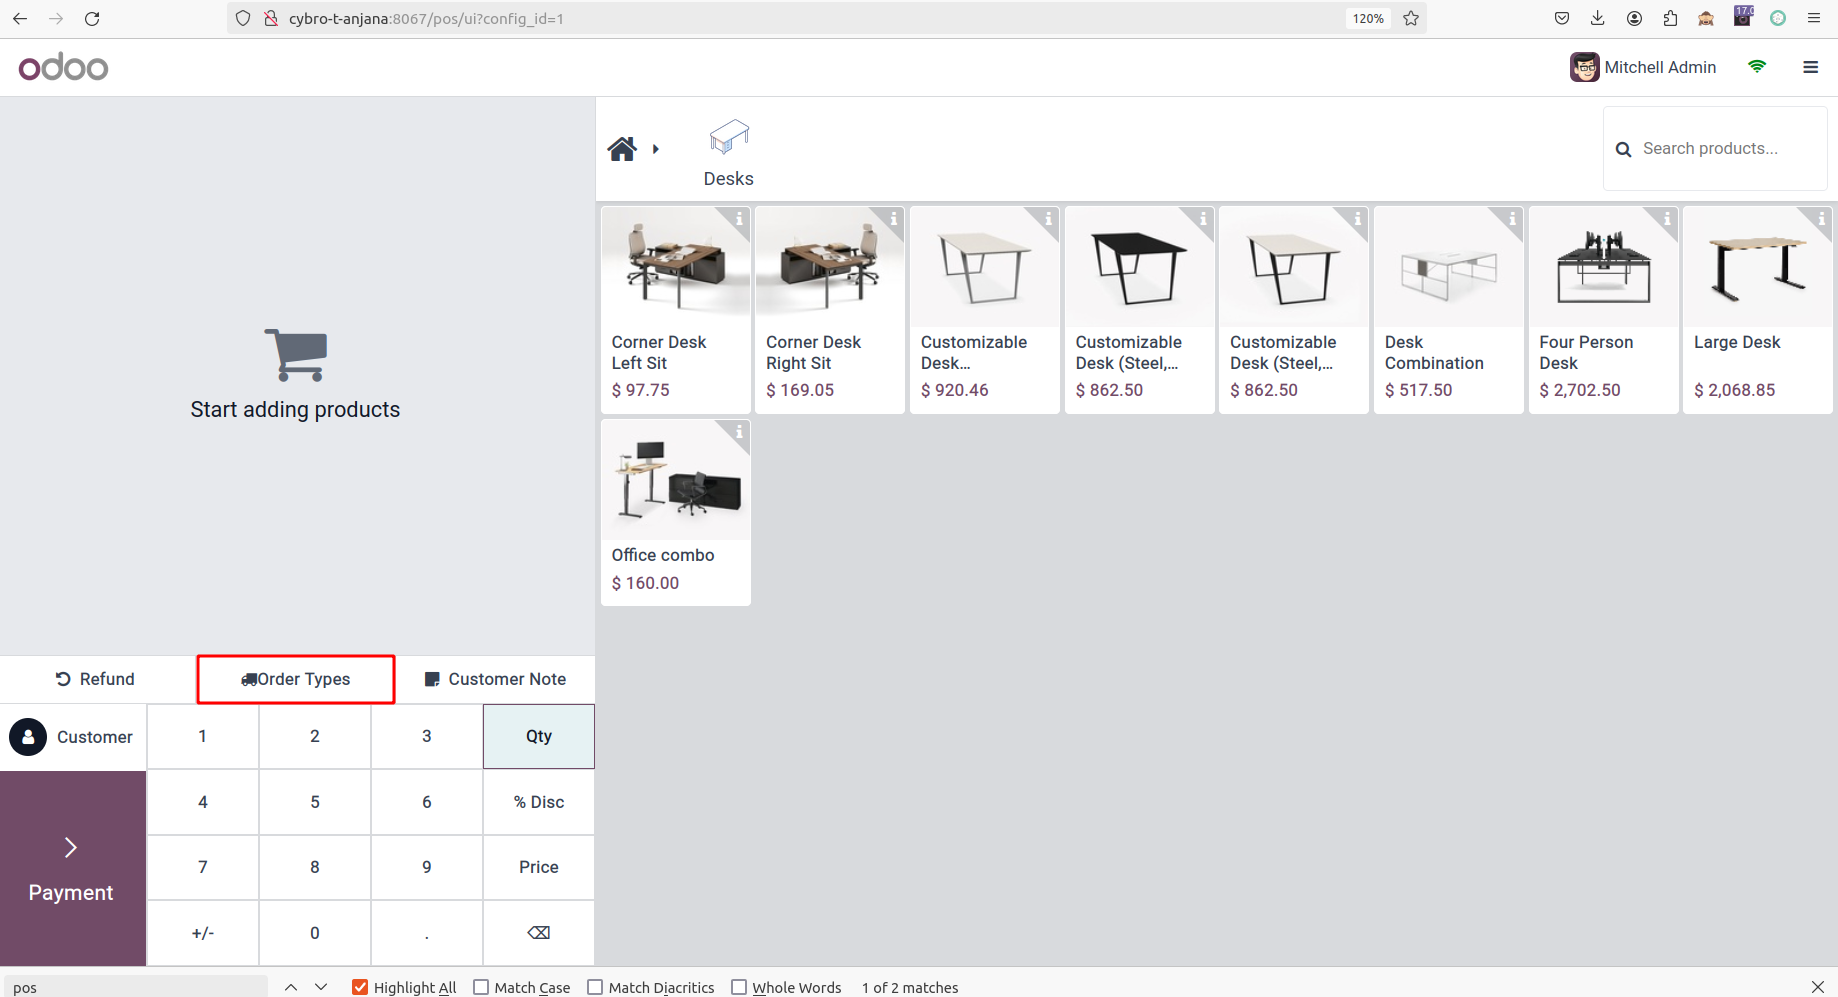 cybro-t-anjana:8067/pos/ui?config_id=1
120%
17.0
odoo
Mitchell Admin
Desks
Search products...
Start adding products
Corner Desk
Left Sit
$ 97.75
Corner Desk
Right Sit
$ 169.05
Customizable
Desk...
$ 920.46
Customizable
Desk (Steel,...
$ 862.50
Customizable
Desk (Steel,...
$ 862.50
Desk
Combination
$ 517.50
Four Person
Desk
$ 2,702.50
Large Desk
$ 2,068.85
Office combo
$ 160.00
Refund
Order Types
Customer Note
Customer
1
2
3
Qty
4
5
6
% Disc
7
8
9
Price
Payment
+/-
0
.
pos
Highlight All
Match Case
Match Diacritics
Whole Words
1 of 2 matches